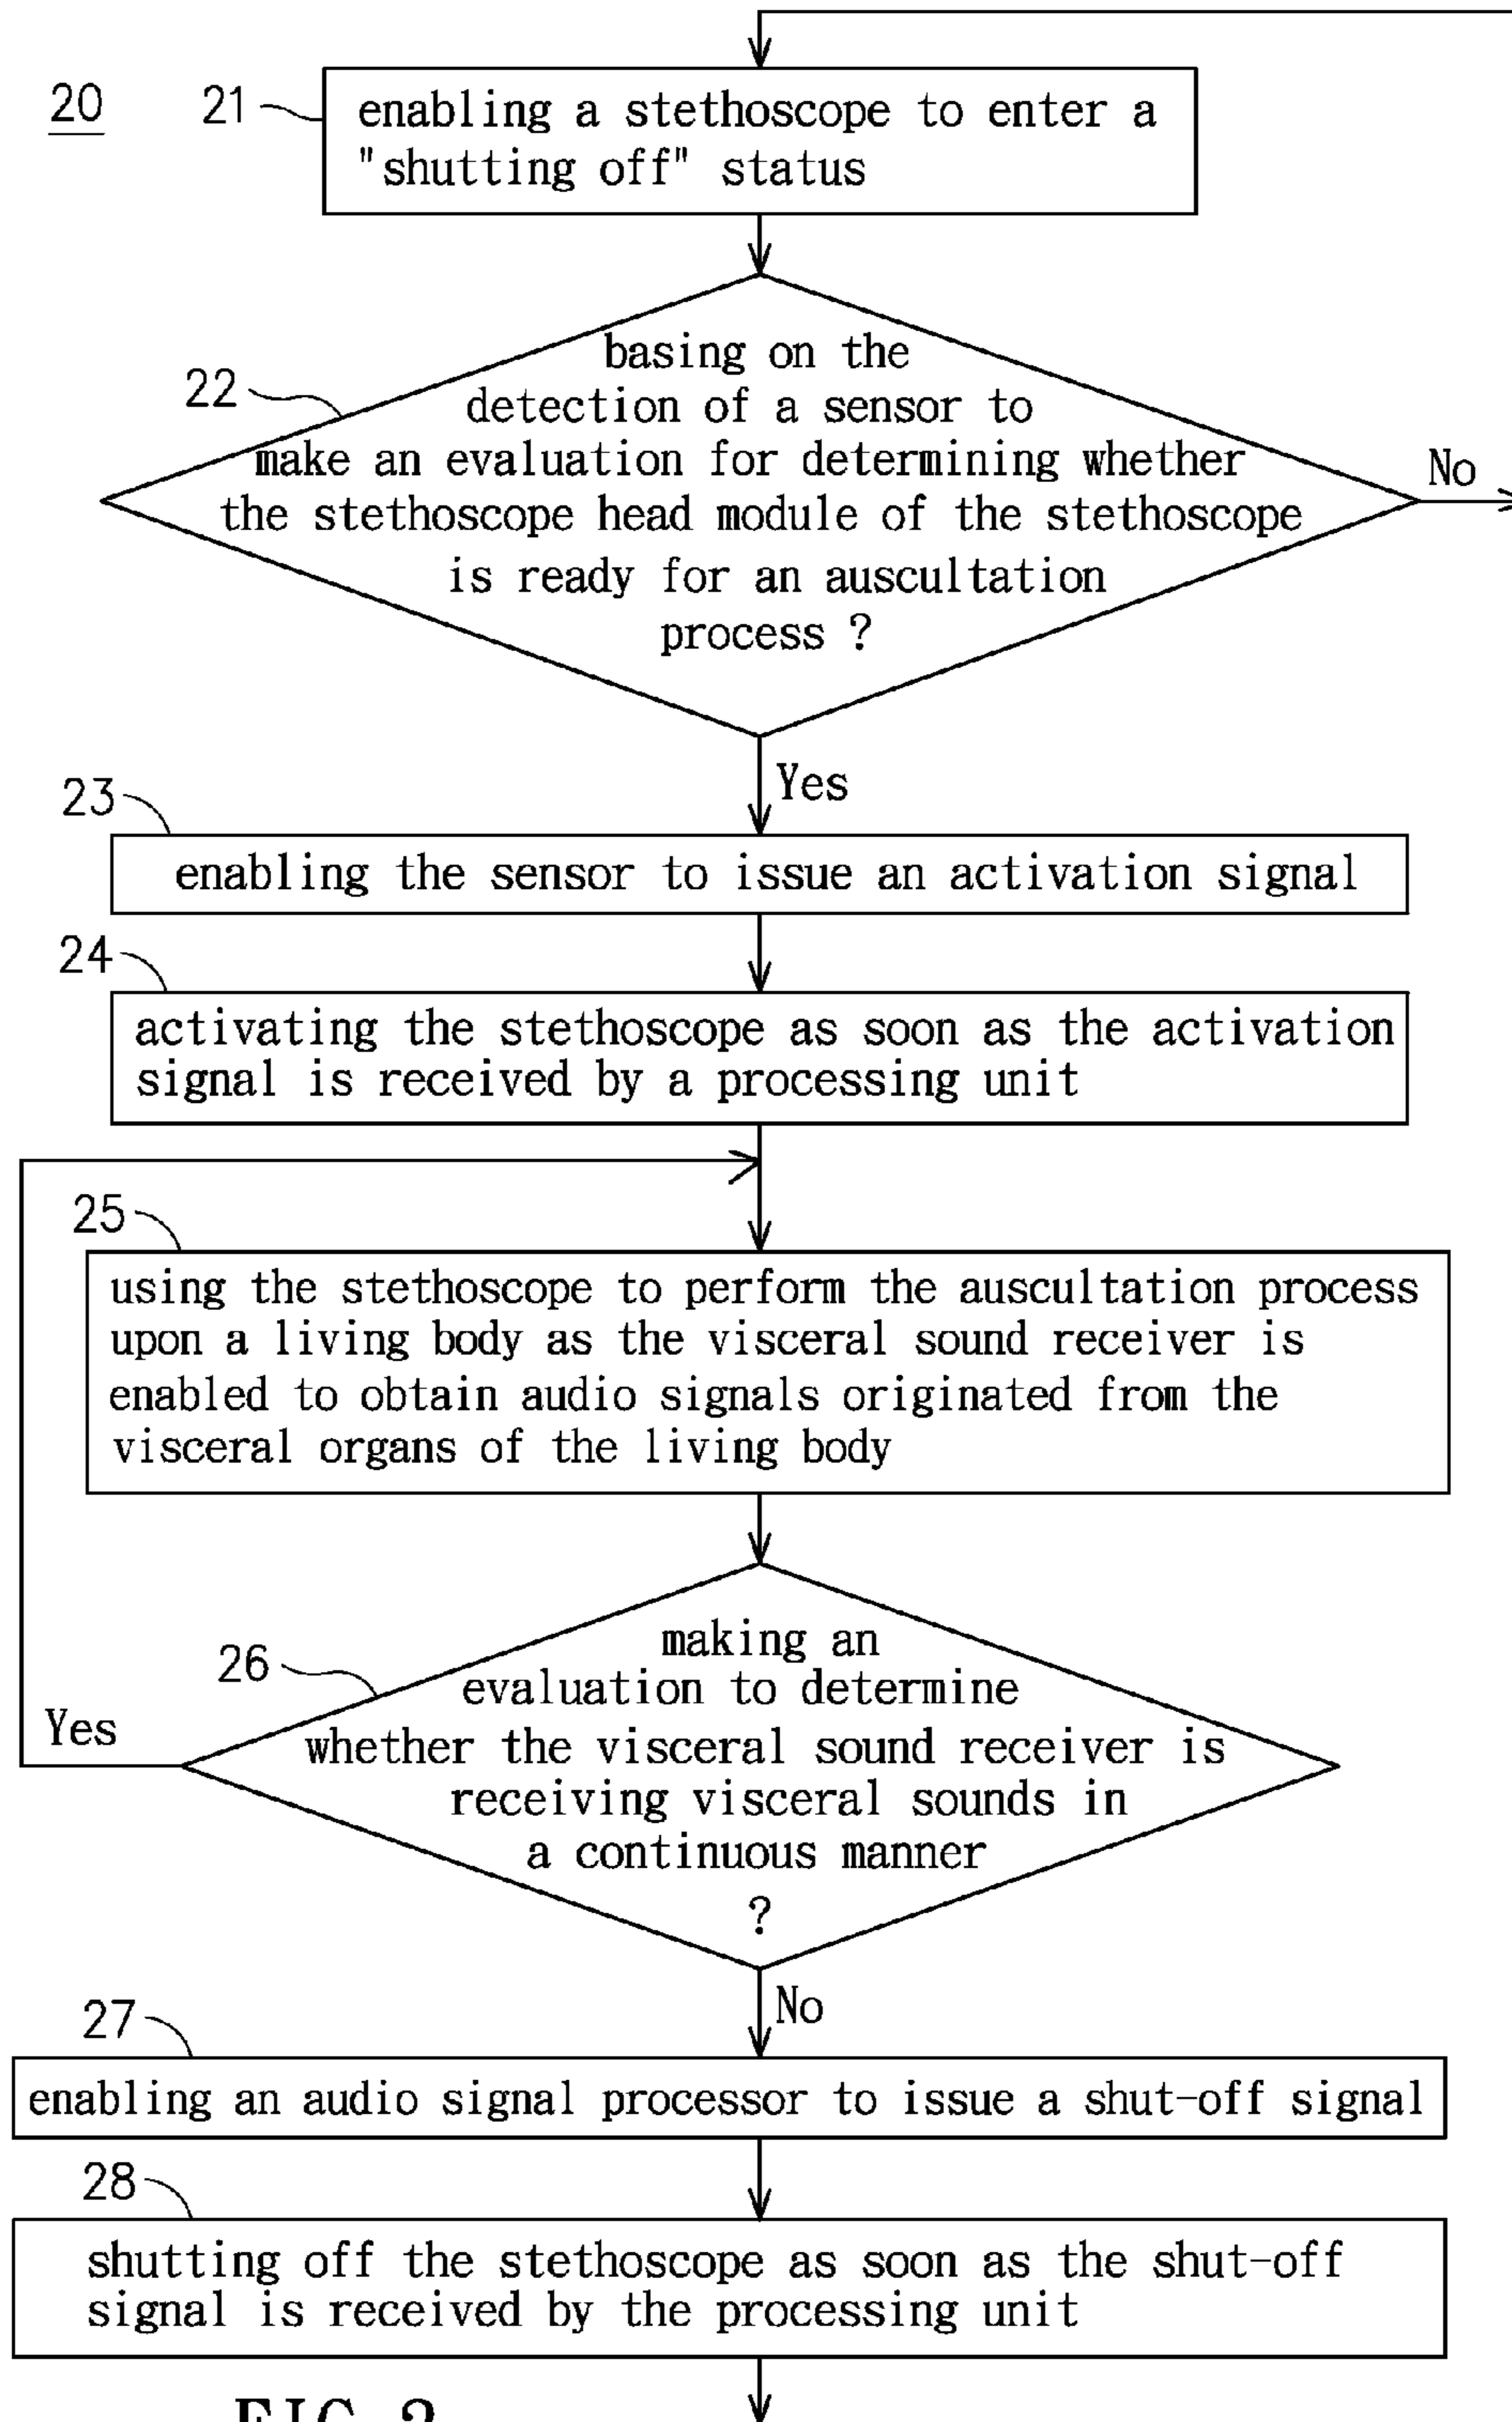 20
21
enabling a stethoscope to enter a
"shutting off" status
22
basing on the
detection of a sensor to
make an evaluation for determining whether
the stethoscope head module of the stethoscope
is ready for an auscultation
process ?
No
Yes
23
enabling the sensor to issue an activation signal
24
activating the stethoscope as soon as the activation
signal is received by a processing unit
25
using the stethoscope to perform the auscultation process
upon a living body as the visceral sound receiver is
enabled to obtain audio signals originated from the
visceral organs of the living body
26
making an
evaluation to determine
whether the visceral sound receiver is
receiving visceral sounds in
a continuous manner
?
Yes
No
27
enabling an audio signal processor to issue a shut-off signal
28
shutting off the stethoscope as soon as the shut-off
signal is received by the processing unit